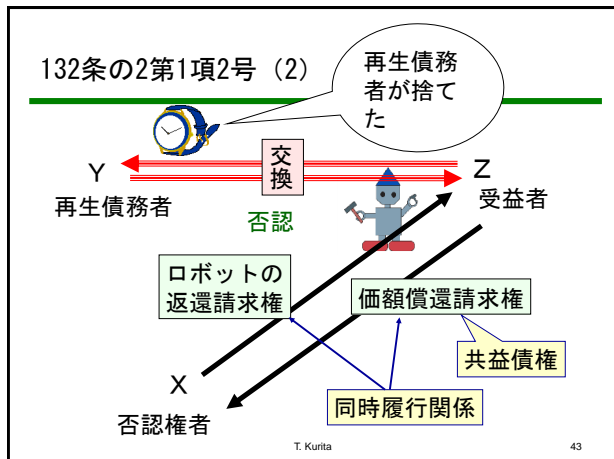 132条の2第1項2号（2）
再生債務
者が捨て
た
交
換
Y
再生債務者
Z
受益者
否認
ロボットの
返還請求権
価額償還請求権
共益債権
X
否認権者
同時履行関係
T. Kurita
43